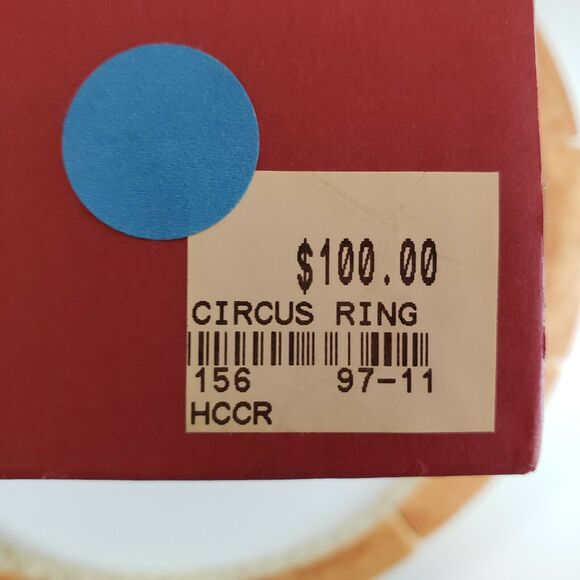 $100.00
CIRCUS RING
156 97-11
HCCR